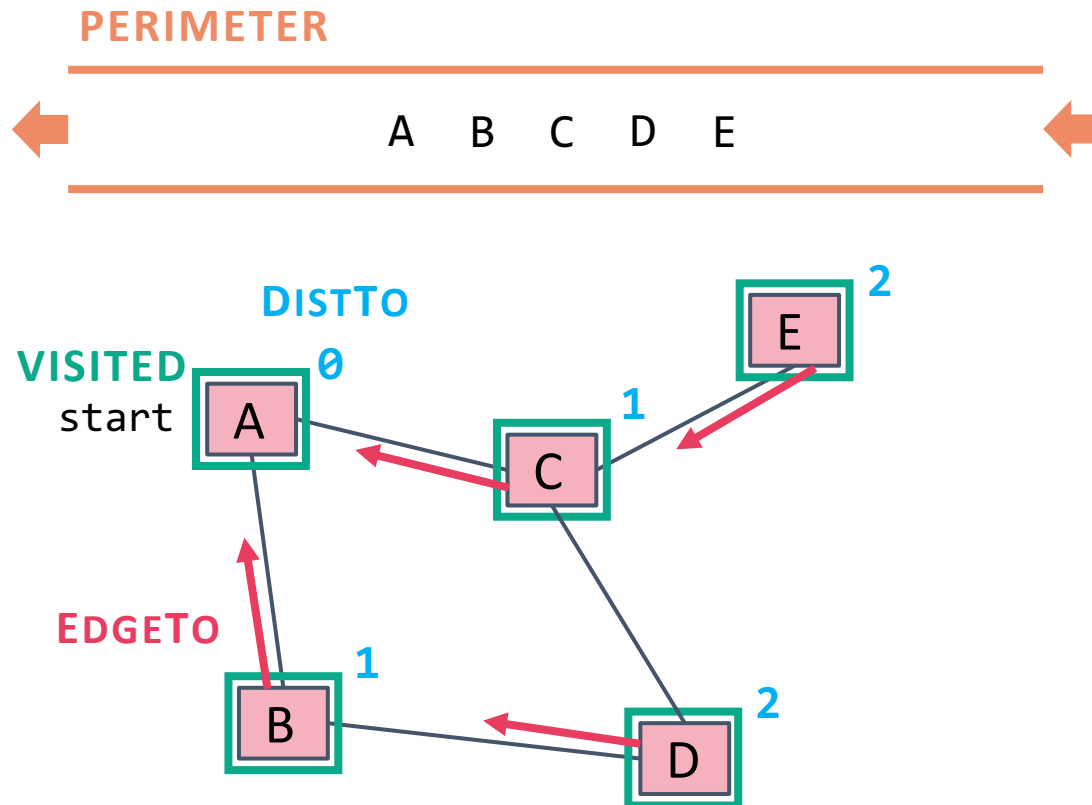 PERIMETER
A B C D E
DISTTO
2
E
VISITED
0
start
A
1
C
EDGETO
1
B
2
D